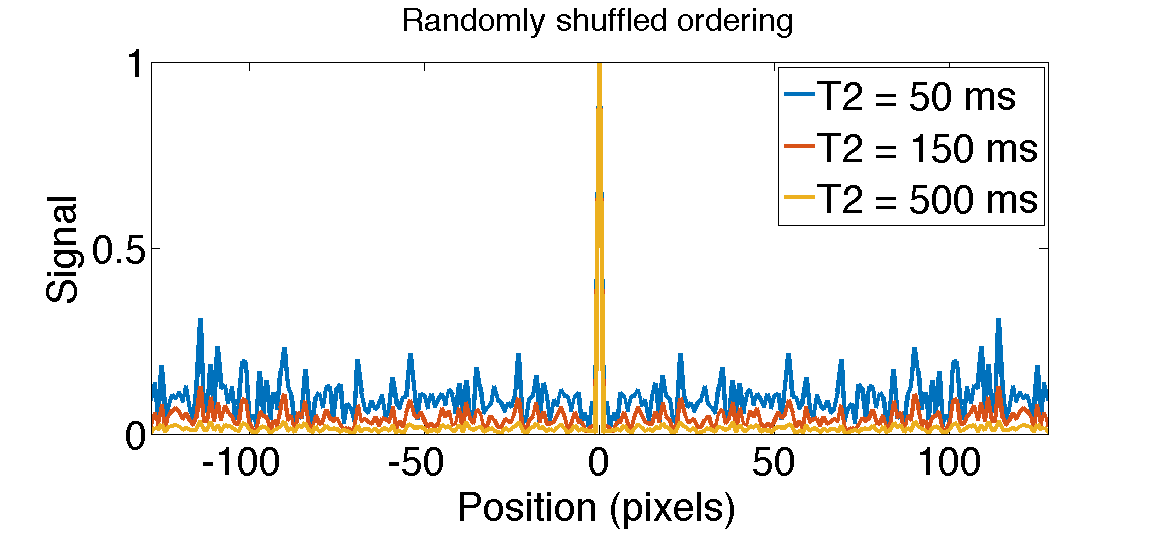 Randomly shuffled ordering
1
T2 = 50 ms
T2 = 150 ms
T2 = 500 ms
Signal
0.5
0
-100
-50
0
50
100
Position (pixels)